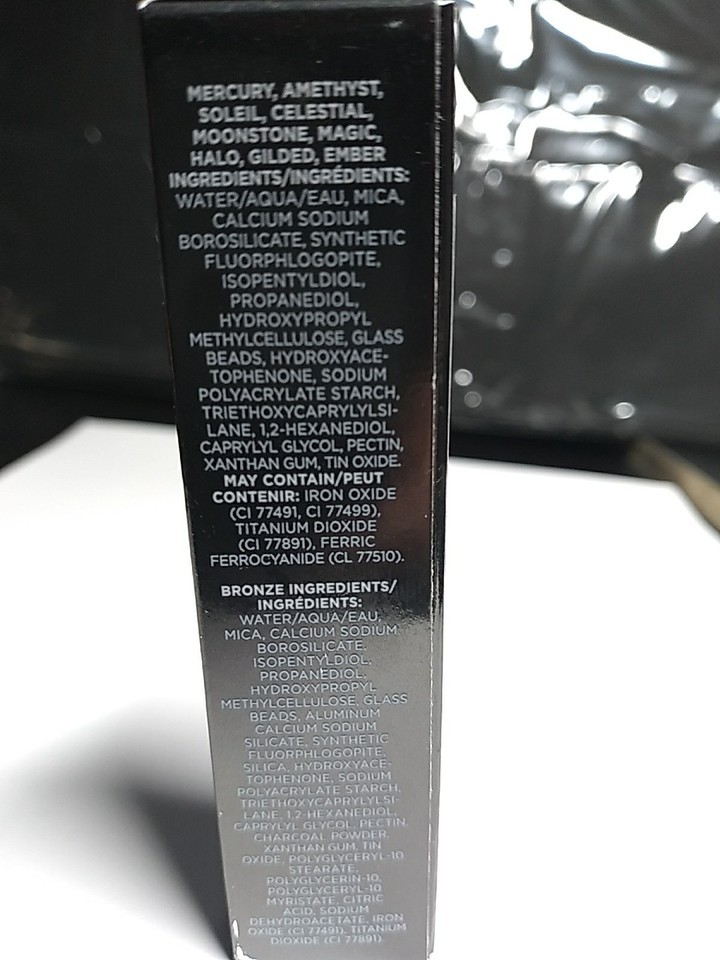 MERCURY, AMETHYST,
SOLEIL, CELESTIAL,
MOONSTONE, MAGIC,
HALO, GILDED, EMBER
INGREDIENTS/INGRÉDIENTS:
WATER/AQUA/EAU, MICA,
CALCIUM SODIUM
BOROSILICATE, SYNTHETIC
FLUORPHLOGOPITE,
ISOPENTYLDIOL,
PROPANEDIOL,
HYDROXYPROPYL
METHYLCELLULOSE, GLASS
BEADS, HYDROXYACE-
TOPHENONE, SODIUM
POLYACRYLATE STARCH,
TRIETHOXYCAPRYLYLSI-
LANE, 1,2-HEXANEDIOL,
CAPRYLYL GLYCOL, PECTIN,
XANTHAN GUM, TIN OXIDE.
MAY CONTAIN/PEUT
CONTENIR: IRON OXIDE
(CI 77491, CI 77499),
TITANIUM DIOXIDE
(CI 77891), FERRIC
FERROCYANIDE (CL 77510).
BRONZE INGREDIENTS/
INGRÉDIENTS:
WATER/AQUA/EAU,
MICA, CALCIUM SODIUM
BOROSILICATE,
ISOPENTYLDIOL,
PROPANEDIOL,
HYDROXYPROPYL
METHYLCELLULOSE, GLASS
BEADS, ALUMINUM
CALCIUM SODIUM
SILICATE, SYNTHETIC
FLUORPHLOGOPITE,
SILICA, HYDROXYACE-
TOPHENONE, SODIUM
POLYACRYLATE STARCH,
TRIETHOXYCAPRYLYLSI-
LANE, 1,2-HEXANEDIOL,
CAPRYLYL GLYCOL, PECTIN,
CHARCOAL POWDER,
XANTHAN GUM, TIN
OXIDE, POLYGLYCERYL-10
STEARATE,
POLYGLYCERIN-10,
POLYGLYCERYL-10
MYRISTATE, CITRIC
ACID, SODIUM
DEHYDROACETATE, IRON
OXIDE (CI 77491), TITANIUM
DIOXIDE (CI 77891)